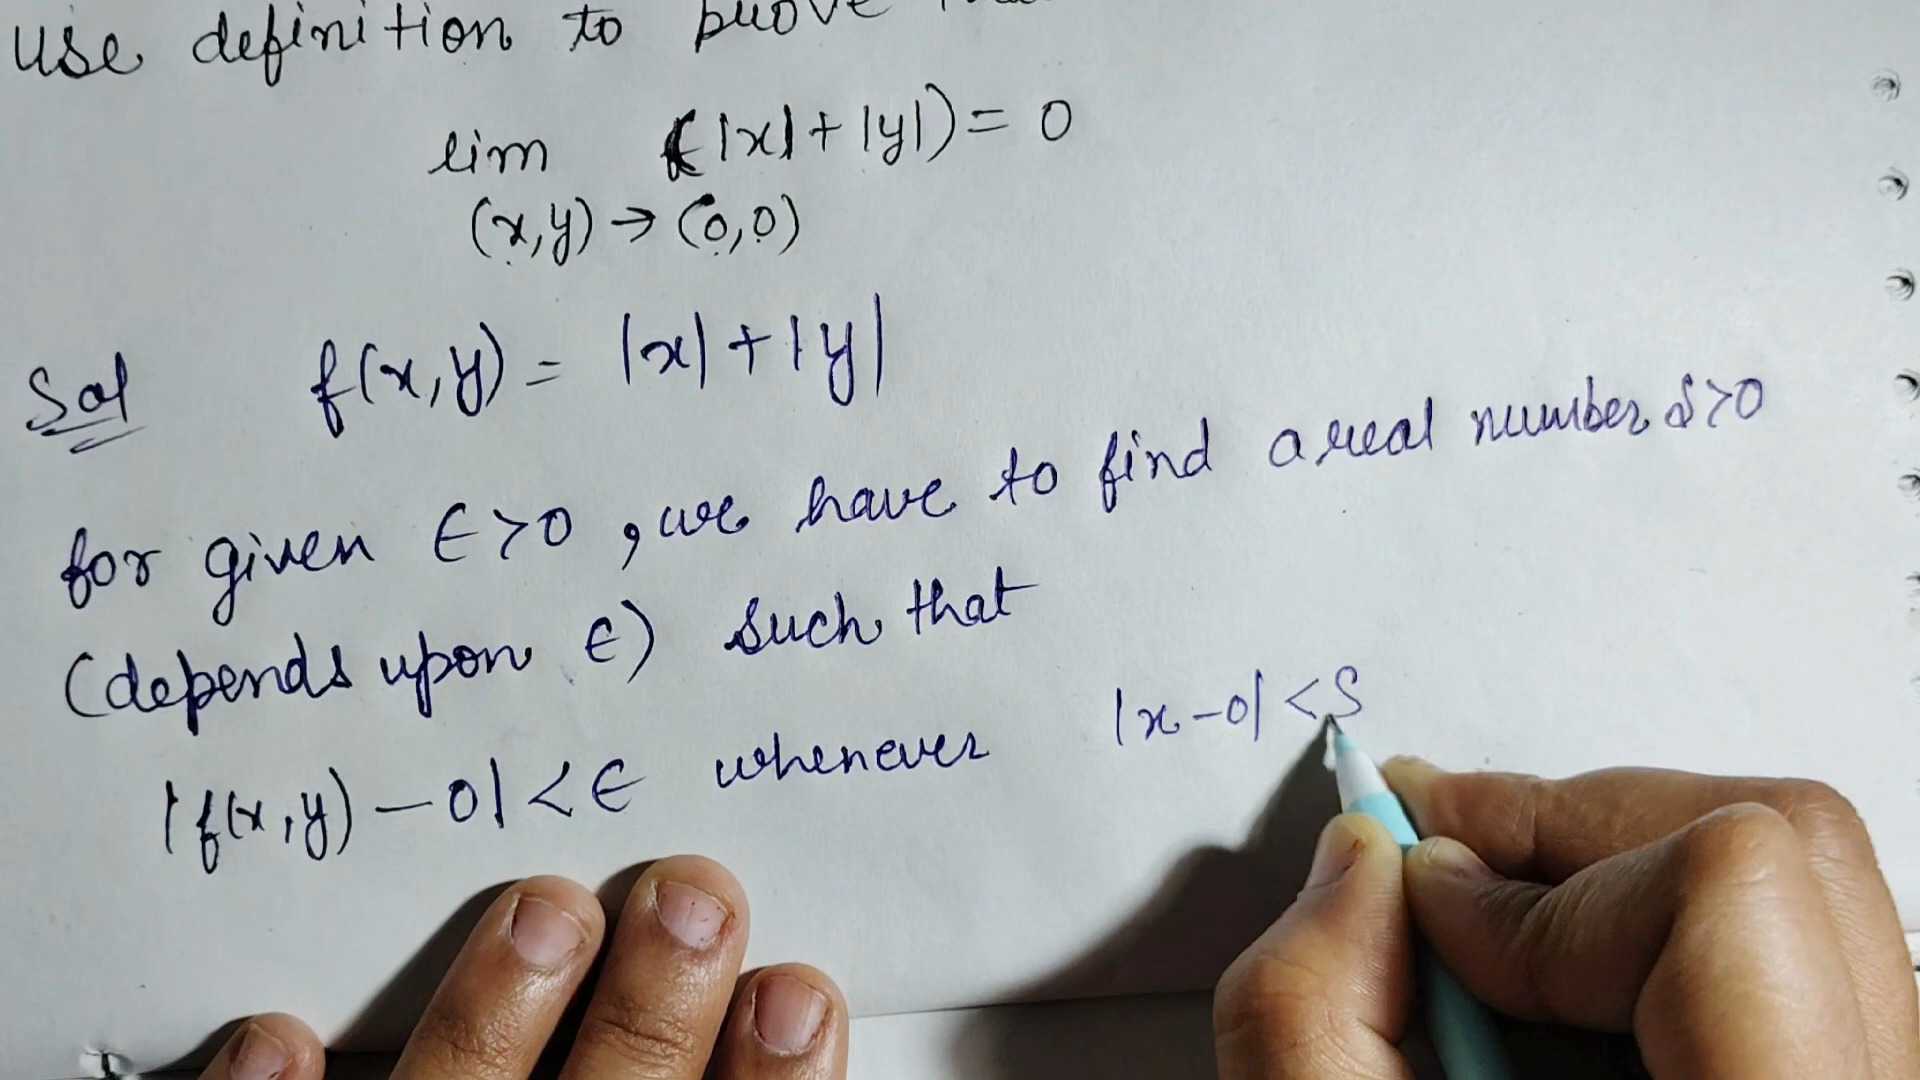 Use definition to prove
lim (|x|+|y|) = 0
(x,y) → (0,0)
Sol f(x,y) = |x|+|y|
for given ϵ>0, we have to find a real number δ>0
(depends upon ϵ) such that
|f(x,y) - 0| < ϵ whenever |x-0| < δ